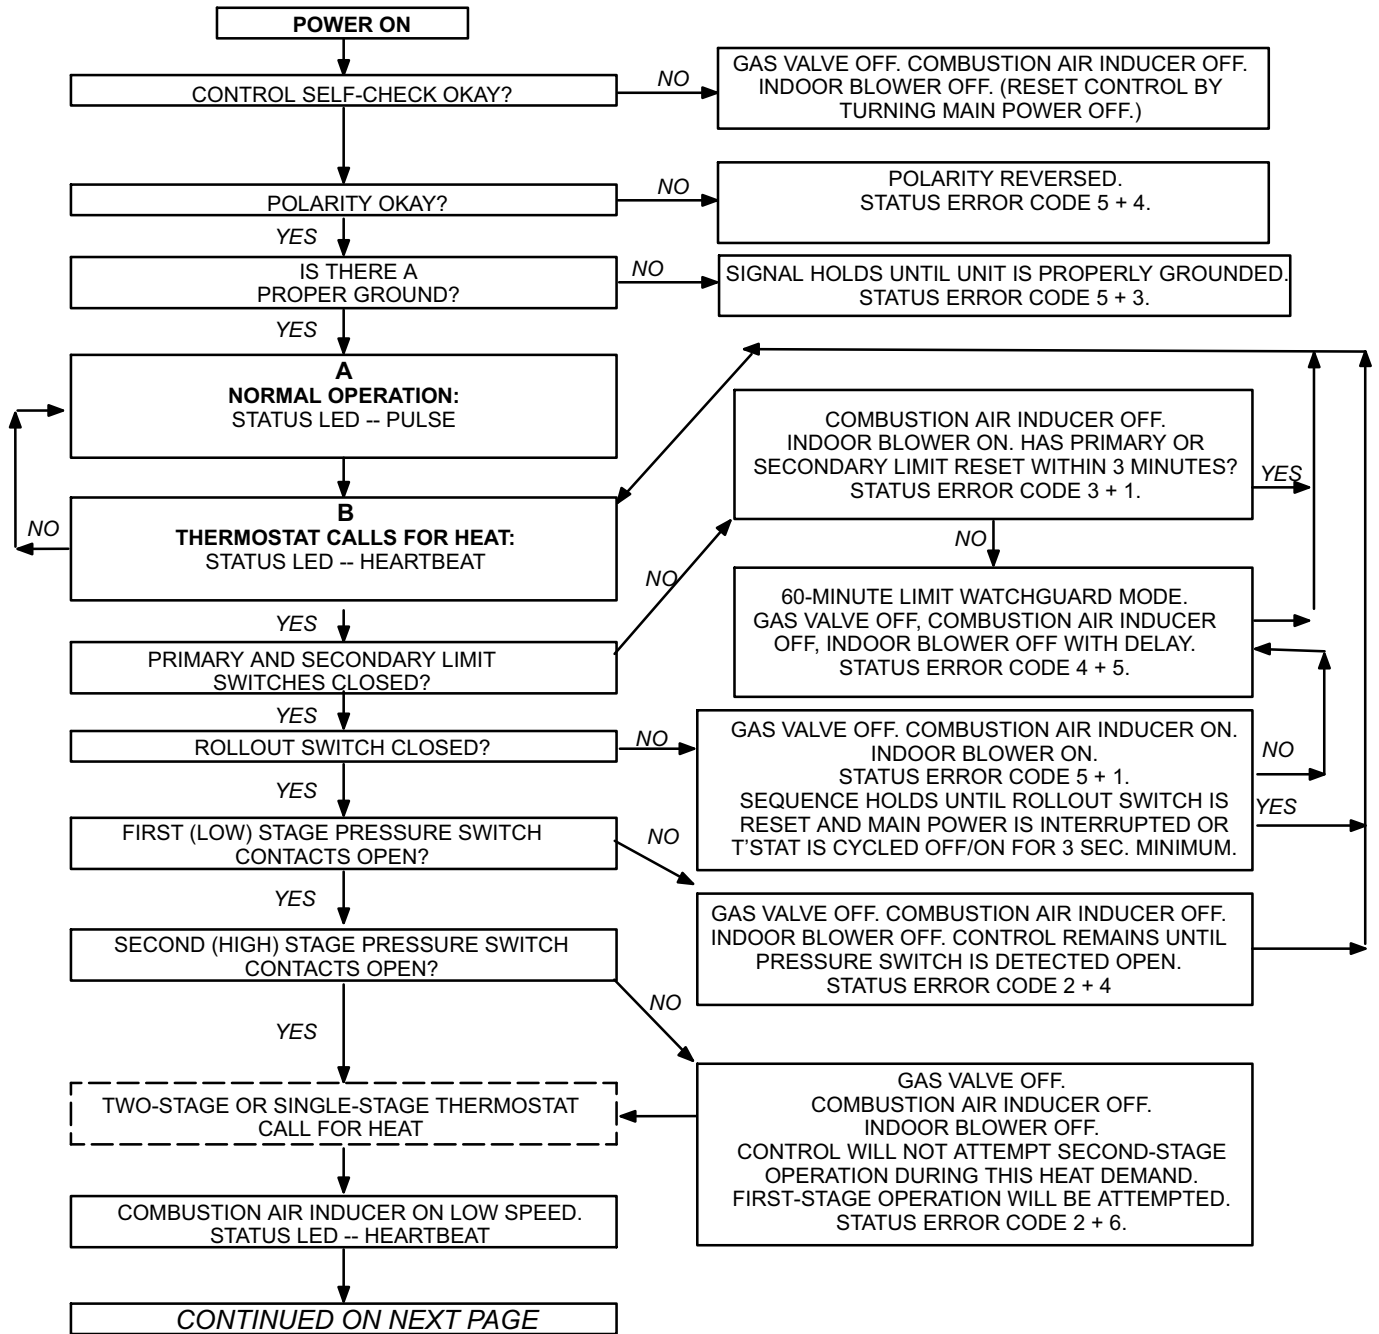 POWER ON
CONTROL SELF-CHECK OKAY?
NO
GAS VALVE OFF. COMBUSTION AIR INDUCER OFF.
INDOOR BLOWER OFF. (RESET CONTROL BY
TURNING MAIN POWER OFF.)
POLARITY OKAY?
NO
POLARITY REVERSED.
STATUS ERROR CODE 5 + 4.
YES
IS THERE A
PROPER GROUND?
NO
SIGNAL HOLDS UNTIL UNIT IS PROPERLY GROUNDED.
STATUS ERROR CODE 5 + 3.
YES
A
NORMAL OPERATION:
STATUS LED -- PULSE
B
THERMOSTAT CALLS FOR HEAT:
STATUS LED -- HEARTBEAT
NO
YES
PRIMARY AND SECONDARY LIMIT
SWITCHES CLOSED?
NO
COMBUSTION AIR INDUCER OFF.
INDOOR BLOWER ON. HAS PRIMARY OR
SECONDARY LIMIT RESET WITHIN 3 MINUTES?
STATUS ERROR CODE 3 + 1.
YES
NO
60-MINUTE LIMIT WATCHGUARD MODE.
GAS VALVE OFF, COMBUSTION AIR INDUCER
OFF, INDOOR BLOWER OFF WITH DELAY.
STATUS ERROR CODE 4 + 5.
YES
ROLLOUT SWITCH CLOSED?
NO
GAS VALVE OFF. COMBUSTION AIR INDUCER ON.
INDOOR BLOWER ON.
STATUS ERROR CODE 5 + 1.
SEQUENCE HOLDS UNTIL ROLLOUT SWITCH IS
RESET AND MAIN POWER IS INTERRUPTED OR
T'STAT IS CYCLED OFF/ON FOR 3 SEC. MINIMUM.
NO
YES
YES
FIRST (LOW) STAGE PRESSURE SWITCH
CONTACTS OPEN?
NO
GAS VALVE OFF. COMBUSTION AIR INDUCER OFF.
INDOOR BLOWER OFF. CONTROL REMAINS UNTIL
PRESSURE SWITCH IS DETECTED OPEN.
STATUS ERROR CODE 2 + 4
YES
SECOND (HIGH) STAGE PRESSURE SWITCH
CONTACTS OPEN?
NO
GAS VALVE OFF.
COMBUSTION AIR INDUCER OFF.
INDOOR BLOWER OFF.
CONTROL WILL NOT ATTEMPT SECOND-STAGE
OPERATION DURING THIS HEAT DEMAND.
FIRST-STAGE OPERATION WILL BE ATTEMPTED.
STATUS ERROR CODE 2 + 6.
YES
TWO-STAGE OR SINGLE-STAGE THERMOSTAT
CALL FOR HEAT
COMBUSTION AIR INDUCER ON LOW SPEED.
STATUS LED -- HEARTBEAT
CONTINUED ON NEXT PAGE